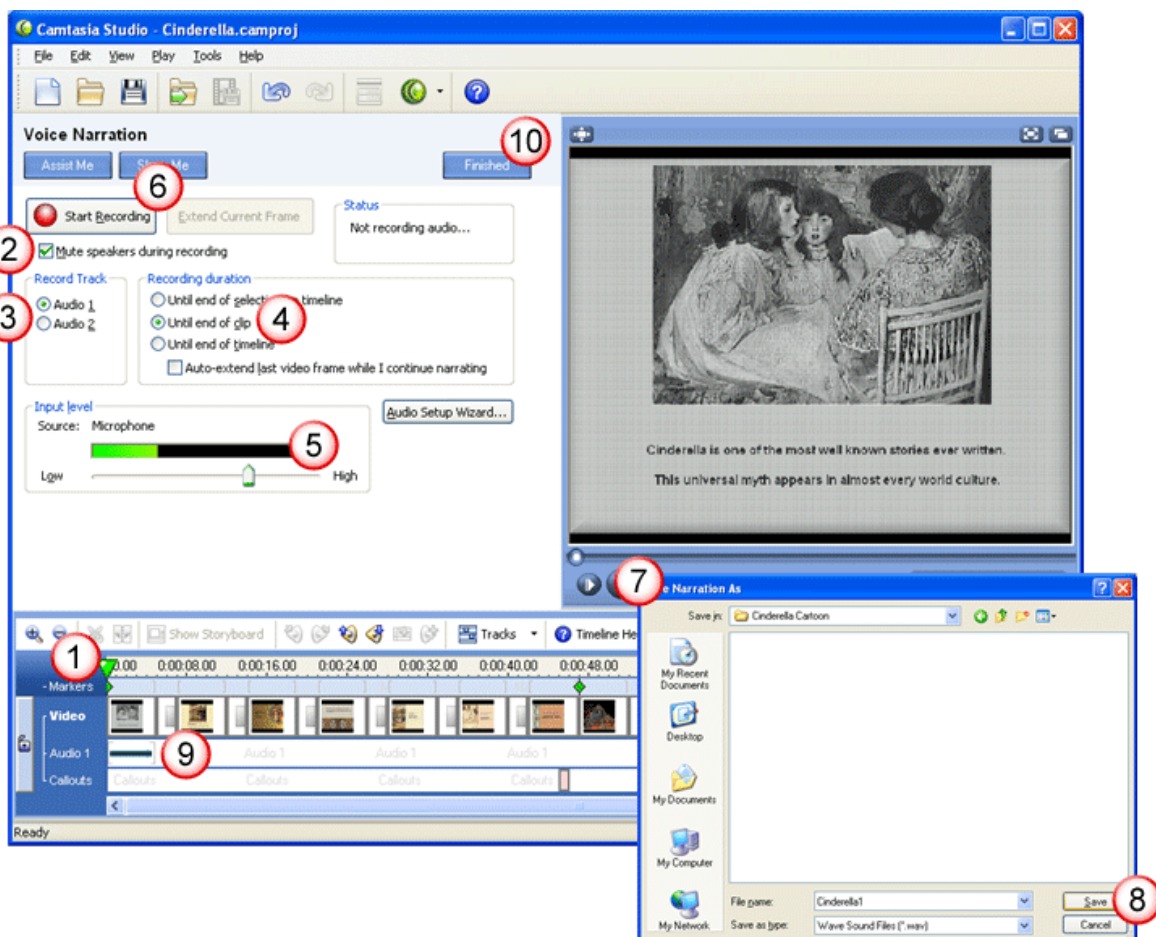 Camtasia Studio - Cinderella.camproj
File Edit View Play Tools Help
Voice Narration
10
Assist Me
Me
Finished
6
Start Recording
Extend Current Frame
Status
Not recording audio...
2
Mute speakers during recording
Record Track
Recording duration
Audio 1
Until end of timeline
3
Audio 2
Until end of clip
4
Until end of timeline
Auto-extend last video frame while I continue narrating
Input level
Audio Setup Wizard...
Source: Microphone
5
Low
High
Cinderella is one of the most well known stories ever written.
This universal myth appears in almost every world culture.
7
Narration As
Save in:
Cinderella Cartoon
Show Storyboard
Tracks
Timeline
1
0:00:08.00 0:00:16.00 0:00:24.00 0:00:32.00 0:00:40.00 0:00:48.00
Markers
Video
Audio 1
9
Audio 1 Audio 1 Audio 1
Callouts
Callouts Callouts Callouts Callouts
Ready
My Recent
Documents
Desktop
My Documents
My Computer
My Network
File name:
Cinderella1
Save
8
Save as type:
Wave Sound Files (*.wav)
Cancel